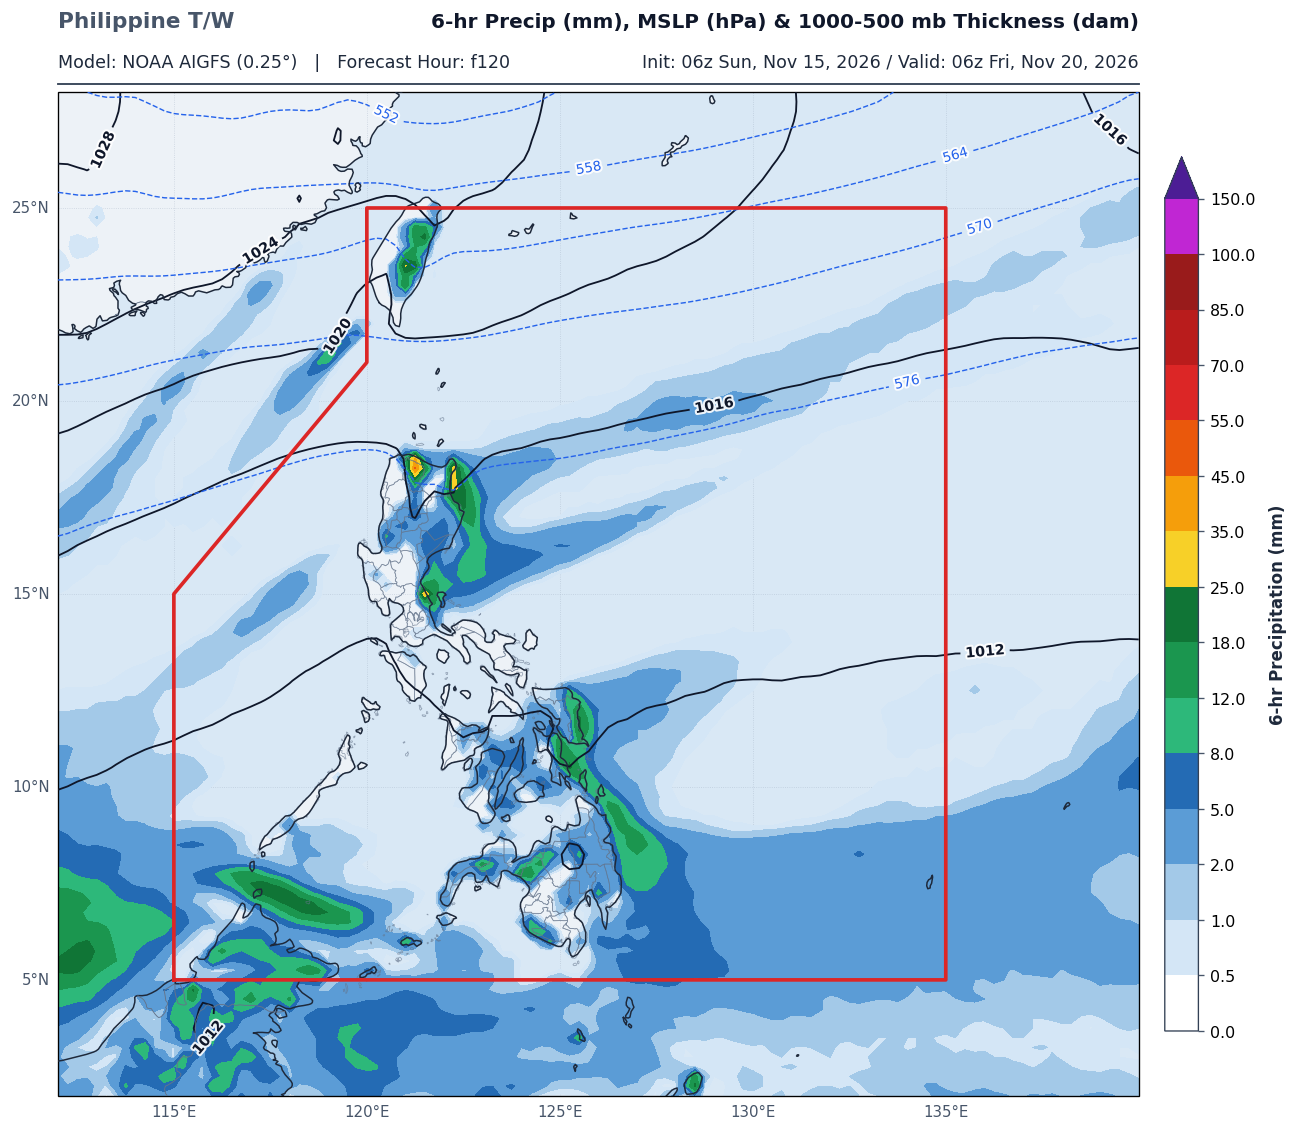 Philippine T/W
6-hr Precip (mm), MSLP (hPa) & 1000-500 mb Thickness (dam)
Model: NOAA AIGFS (0.25°) | Forecast Hour: f120
Init: 06z Sun, Nov 15, 2026 / Valid: 06z Fri, Nov 20, 2026
552
1028
1016
558
564
570
1024
1020
576
1016
1012
1012
25°N
20°N
15°N
10°N
5°N
115°E
120°E
125°E
130°E
135°E
150.0
100.0
85.0
70.0
55.0
45.0
35.0
25.0
18.0
12.0
8.0
5.0
2.0
1.0
0.5
0.0
6-hr Precipitation (mm)